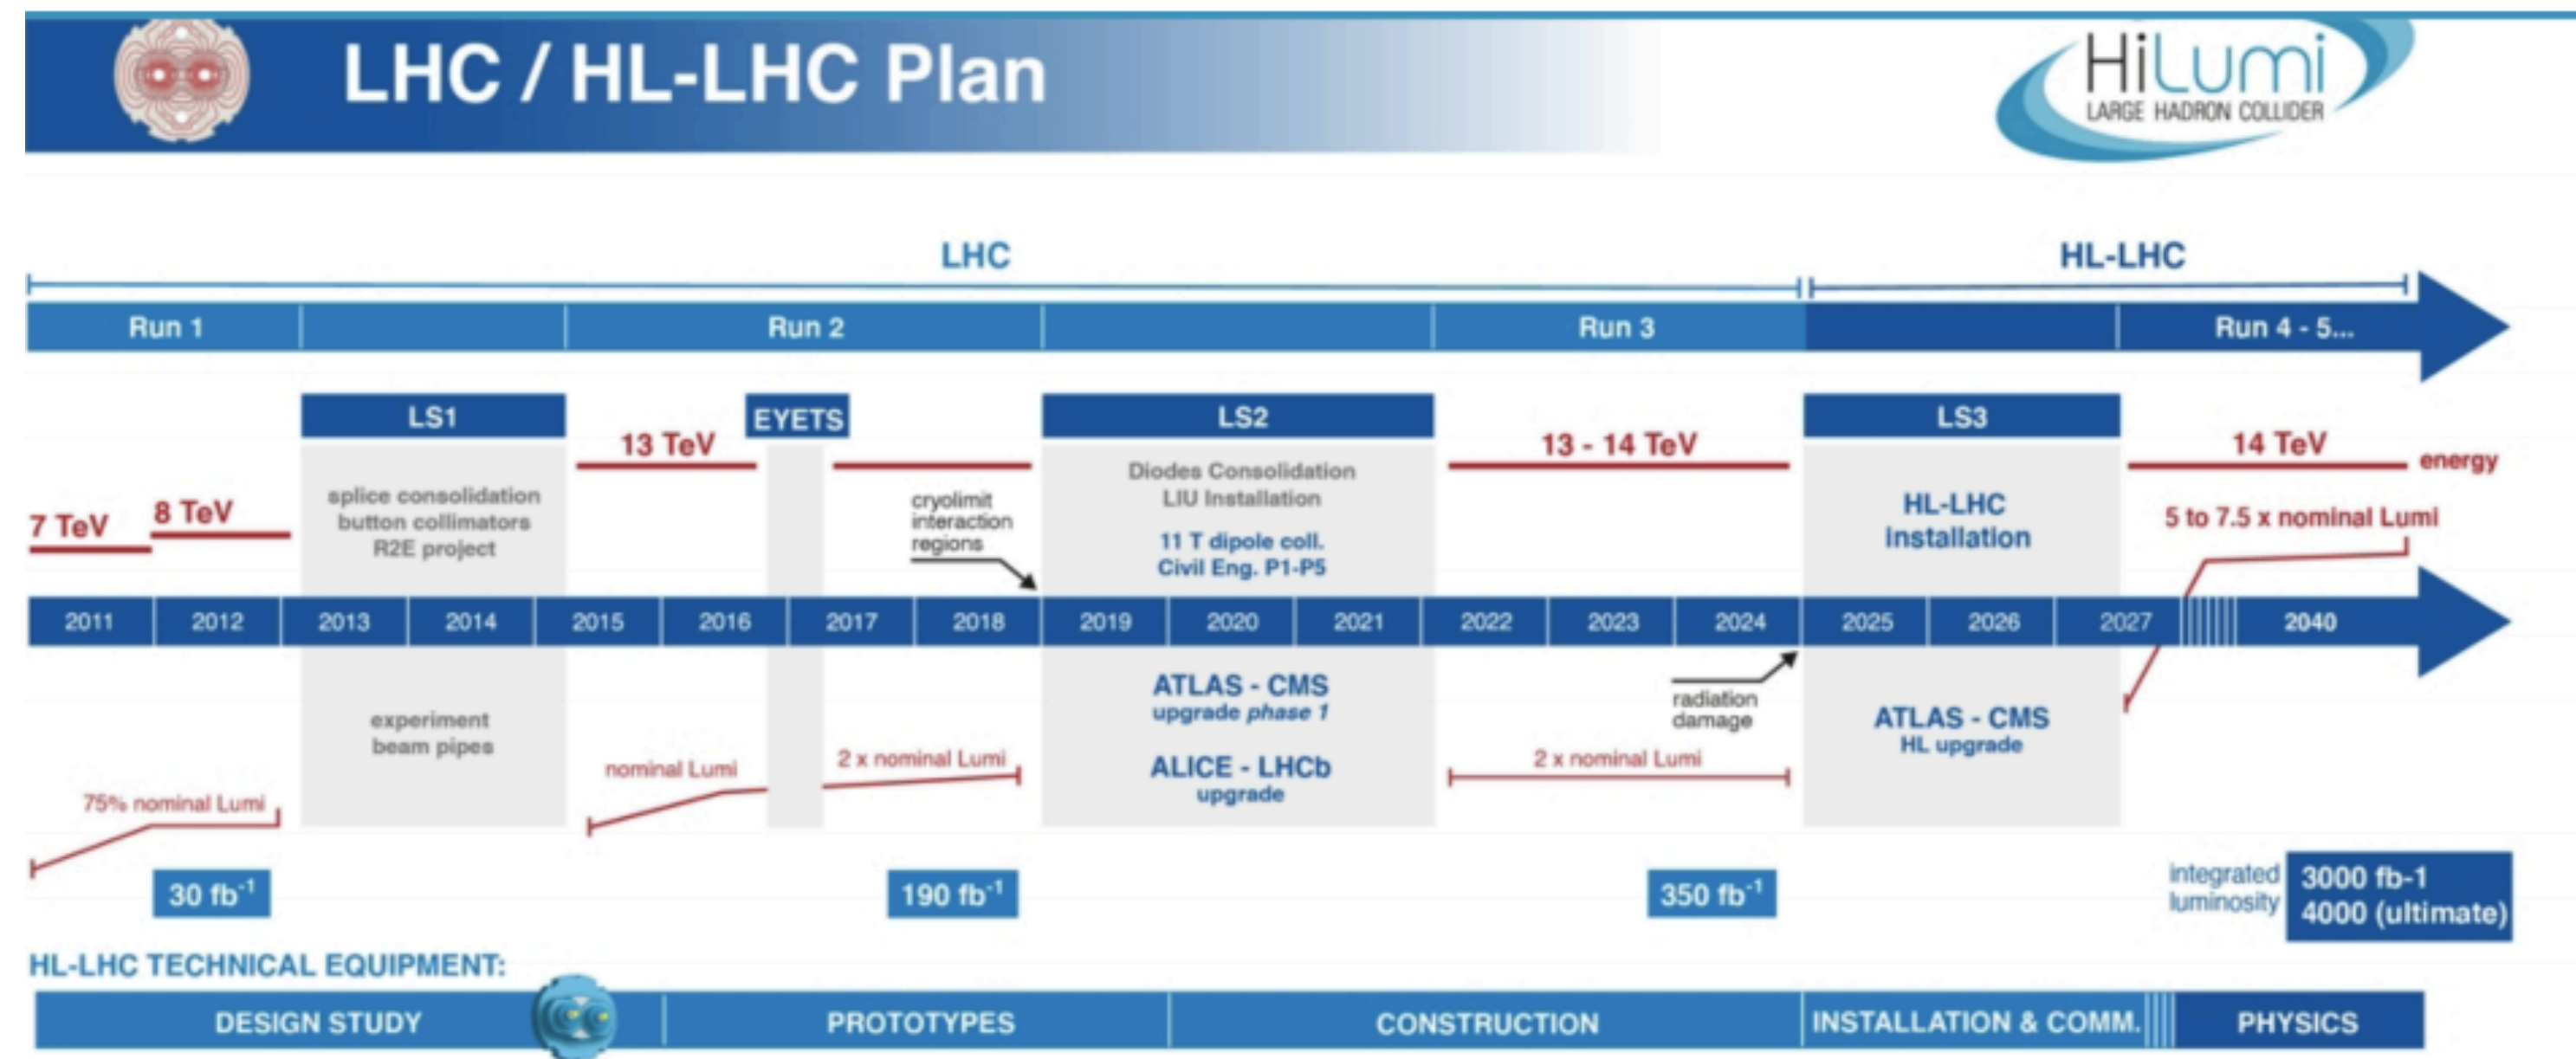 LHC / HL-LHC Plan
HiLumi
LARGE HADRON COLLIDER
LHC
HL-LHC
Run 1
Run 2
Run 3
Run 4 - 5...
LS1
EYETS
LS2
LS3
13 TeV
13 - 14 TeV
14 TeV
energy
7 TeV
8 TeV
splice consolidation
button collimators
R2E project
cryolimit
interaction
regions
Diodes Consolidation
LIU Installation
11 T dipole coll.
Civil Eng. P1-P5
HL-LHC
installation
5 to 7.5 x nominal Lumi
2011
2012
2013
2014
2015
2016
2017
2018
2019
2020
2021
2022
2023
2024
2025
2026
2027
2040
experiment
beam pipes
ATLAS - CMS
upgrade phase 1
ALICE - LHCb
upgrade
radiation
damage
ATLAS - CMS
HL upgrade
75% nominal Lumi
nominal Lumi
2 x nominal Lumi
2 x nominal Lumi
30 fb⁻¹
190 fb⁻¹
350 fb⁻¹
integrated
luminosity
3000 fb-1
4000 (ultimate)
HL-LHC TECHNICAL EQUIPMENT:
DESIGN STUDY
PROTOTYPES
CONSTRUCTION
INSTALLATION & COMM.
PHYSICS